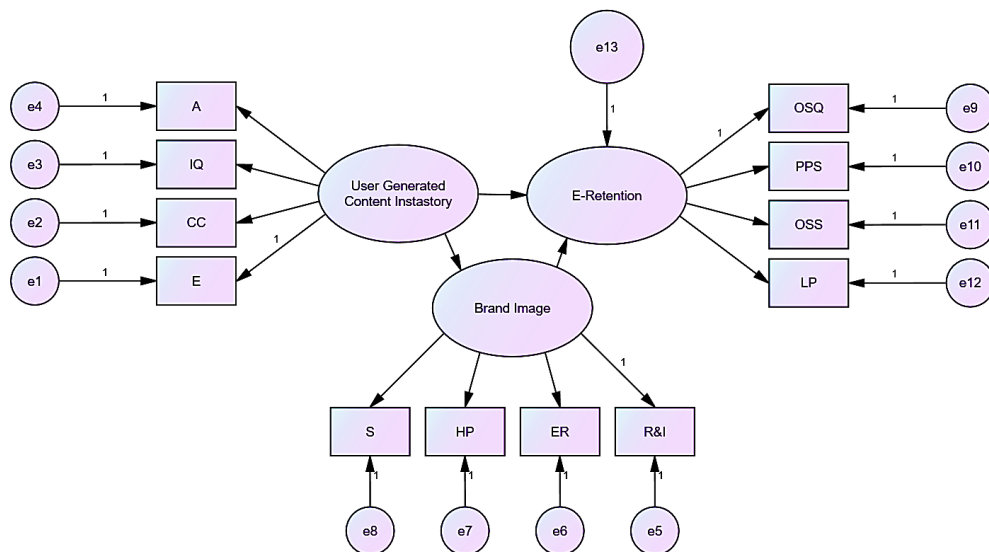 e13
e4
1
A
1
OSQ
1
e9
e3
1
IQ
User Generated
Content Instastory
1
E-Retention
PPS
1
e10
e2
1
CC
OSS
1
e11
e1
1
E
1
LP
1
e12
Brand Image
1
S
HP
ER
R&I
1
1
1
1
e8
e7
e6
e5